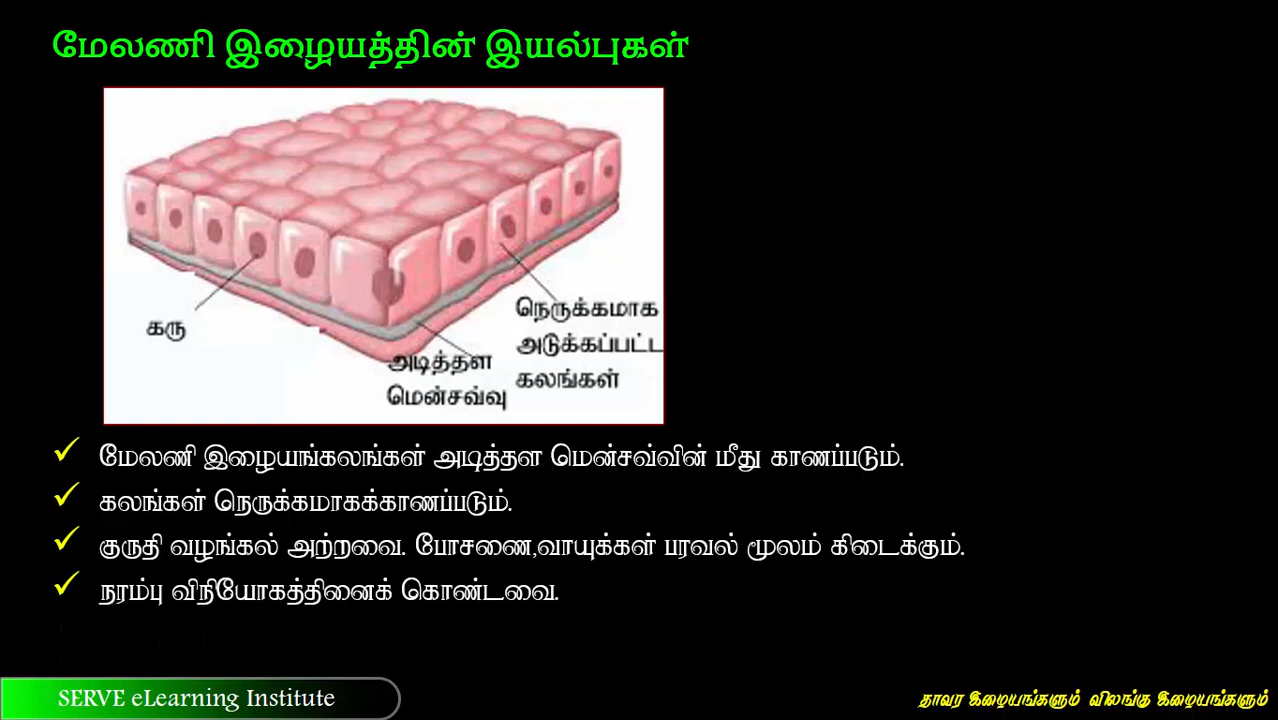 மேலணி இழையத்தின் இயல்புகள்
கரு
அடித்தள
மென்சவ்வு
நெருக்கமாக
அடுக்கப்பட்ட
கலங்கள்
மேலணி இழையங்கலங்கள் அடித்தள மென்சவ்வின் மீது காணப்படும்.
கலங்கள் நெருக்கமாகக்காணப்படும்.
குருதி வழங்கல் அற்றவை. போசணை,வாயுக்கள் பரவல் மூலம் கிடைக்கும்.
நரம்பு விநியோகத்தினைக் கொண்டவை.
SERVE eLearning Institute
தாவர இழையங்களும் விலங்கு இழையங்களும்